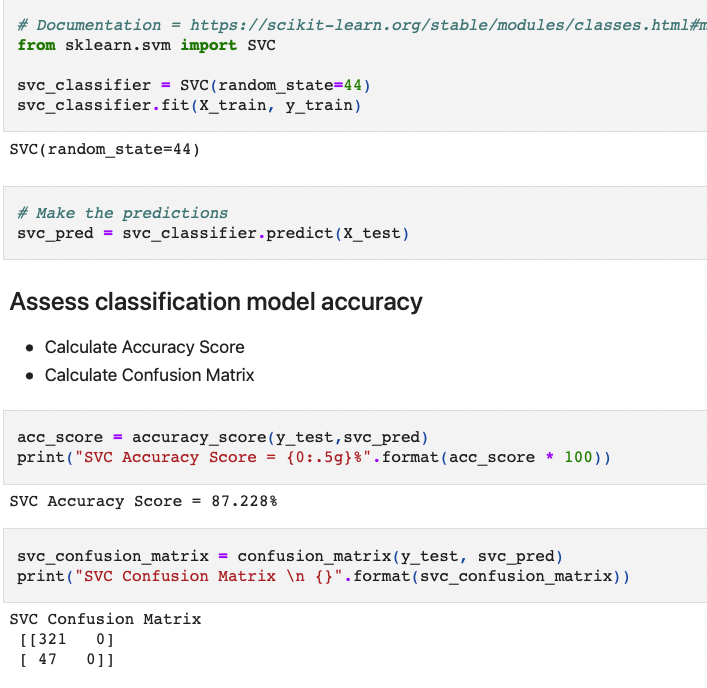 # Documentation = https://scikit-learn.org/stable/modules/classes.html#m
from sklearn.svm import SVC
svc_classifier = SVC(random_state=44)
svc_classifier.fit(X_train, y_train)
SVC(random_state=44)
# Make the predictions
svc_pred = svc_classifier.predict(X_test)
Assess classification model accuracy
• Calculate Accuracy Score
• Calculate Confusion Matrix
acc_score = accuracy_score(y_test,svc_pred)
print("SVC Accuracy Score = {0:.5g}%".format(acc_score * 100))
SVC Accuracy Score = 87.228%
svc_confusion_matrix = confusion_matrix(y_test, svc_pred)
print("SVC Confusion Matrix \n {}".format(svc_confusion_matrix))
SVC Confusion Matrix
[[321   0]
[ 47   0]]